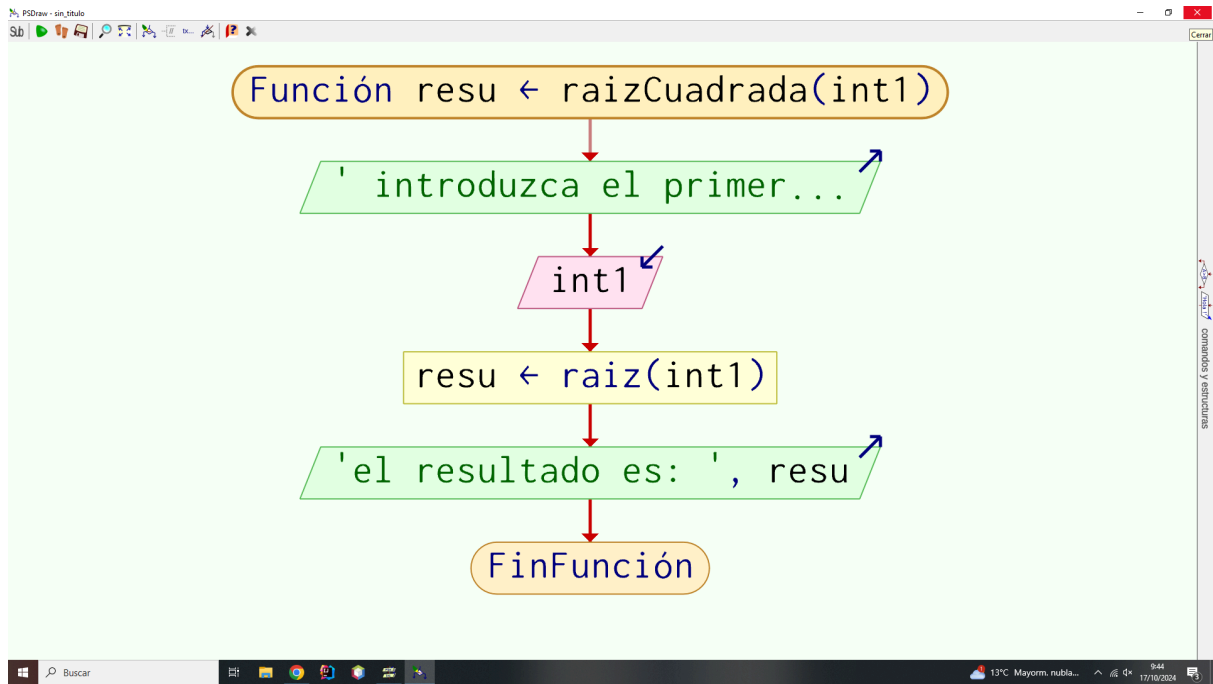 PSDraw - sin_titulo
Sub
tx...
Cerrar
Función resu ← raizCuadrada(int1)
' introduzca el primer...
int1
resu ← raiz(int1)
'el resultado es: ', resu
FinFunción
comandos y estructuras
Buscar
13°C Mayorm. nubla...
9:44
17/10/2024